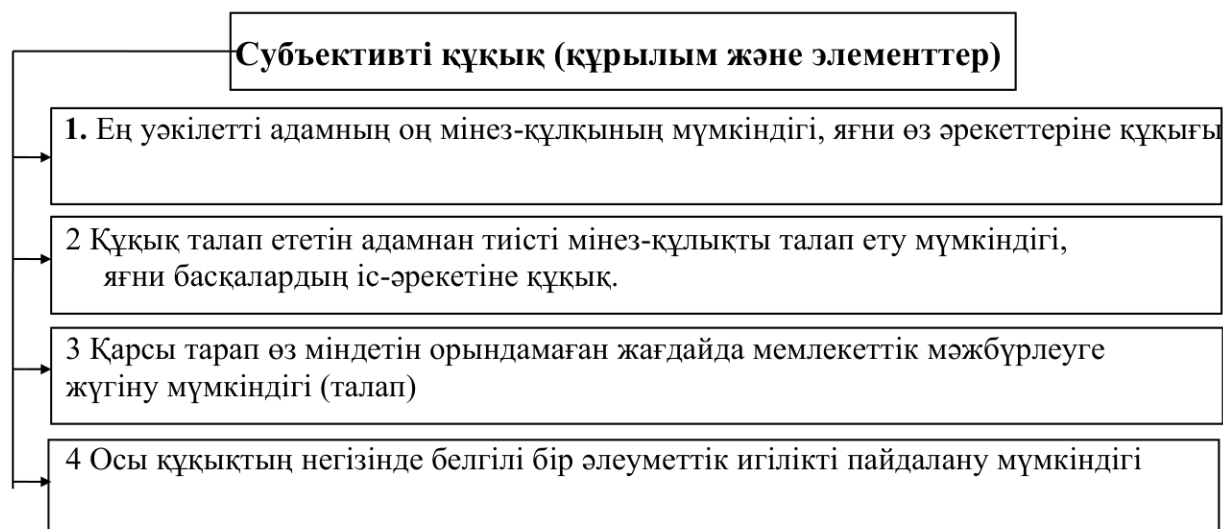 Субъективті құқық (құрылым және элементтер)
1. Ең уәкілетті адамның оң мінез-құлқының мүмкіндігі, яғни өз әрекеттеріне құқығы
2 Құқық талап ететін адамнан тиісті мінез-құлықты талап ету мүмкіндігі,
яғни басқалардың іс-әрекетіне құқық.
3 Қарсы тарап өз міндетін орындамаған жағдайда мемлекеттік мәжбүрлеуге
жүгіну мүмкіндігі (талап)
4 Осы құқықтың негізінде белгілі бір әлеуметтік игілікті пайдалану мүмкіндігі